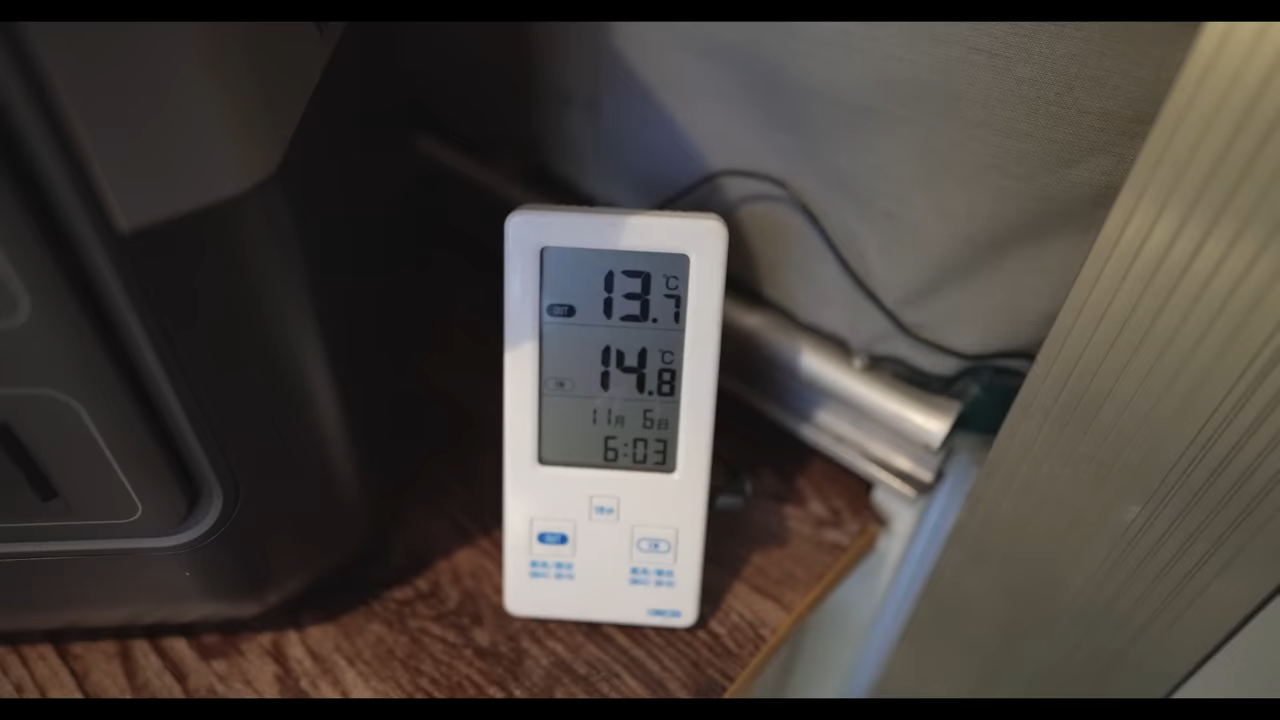 13.7℃
OUT
14.8℃
IN
11月 6日
6:03
OUT
IN